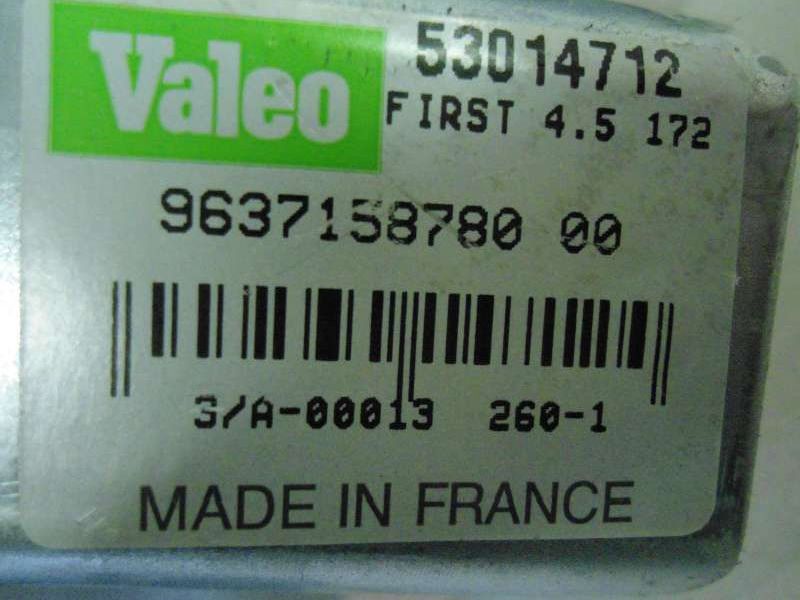 Valeo
53014712
FIRST 4.5 172
9637158780 00
3/A-00013 260-1
MADE IN FRANCE